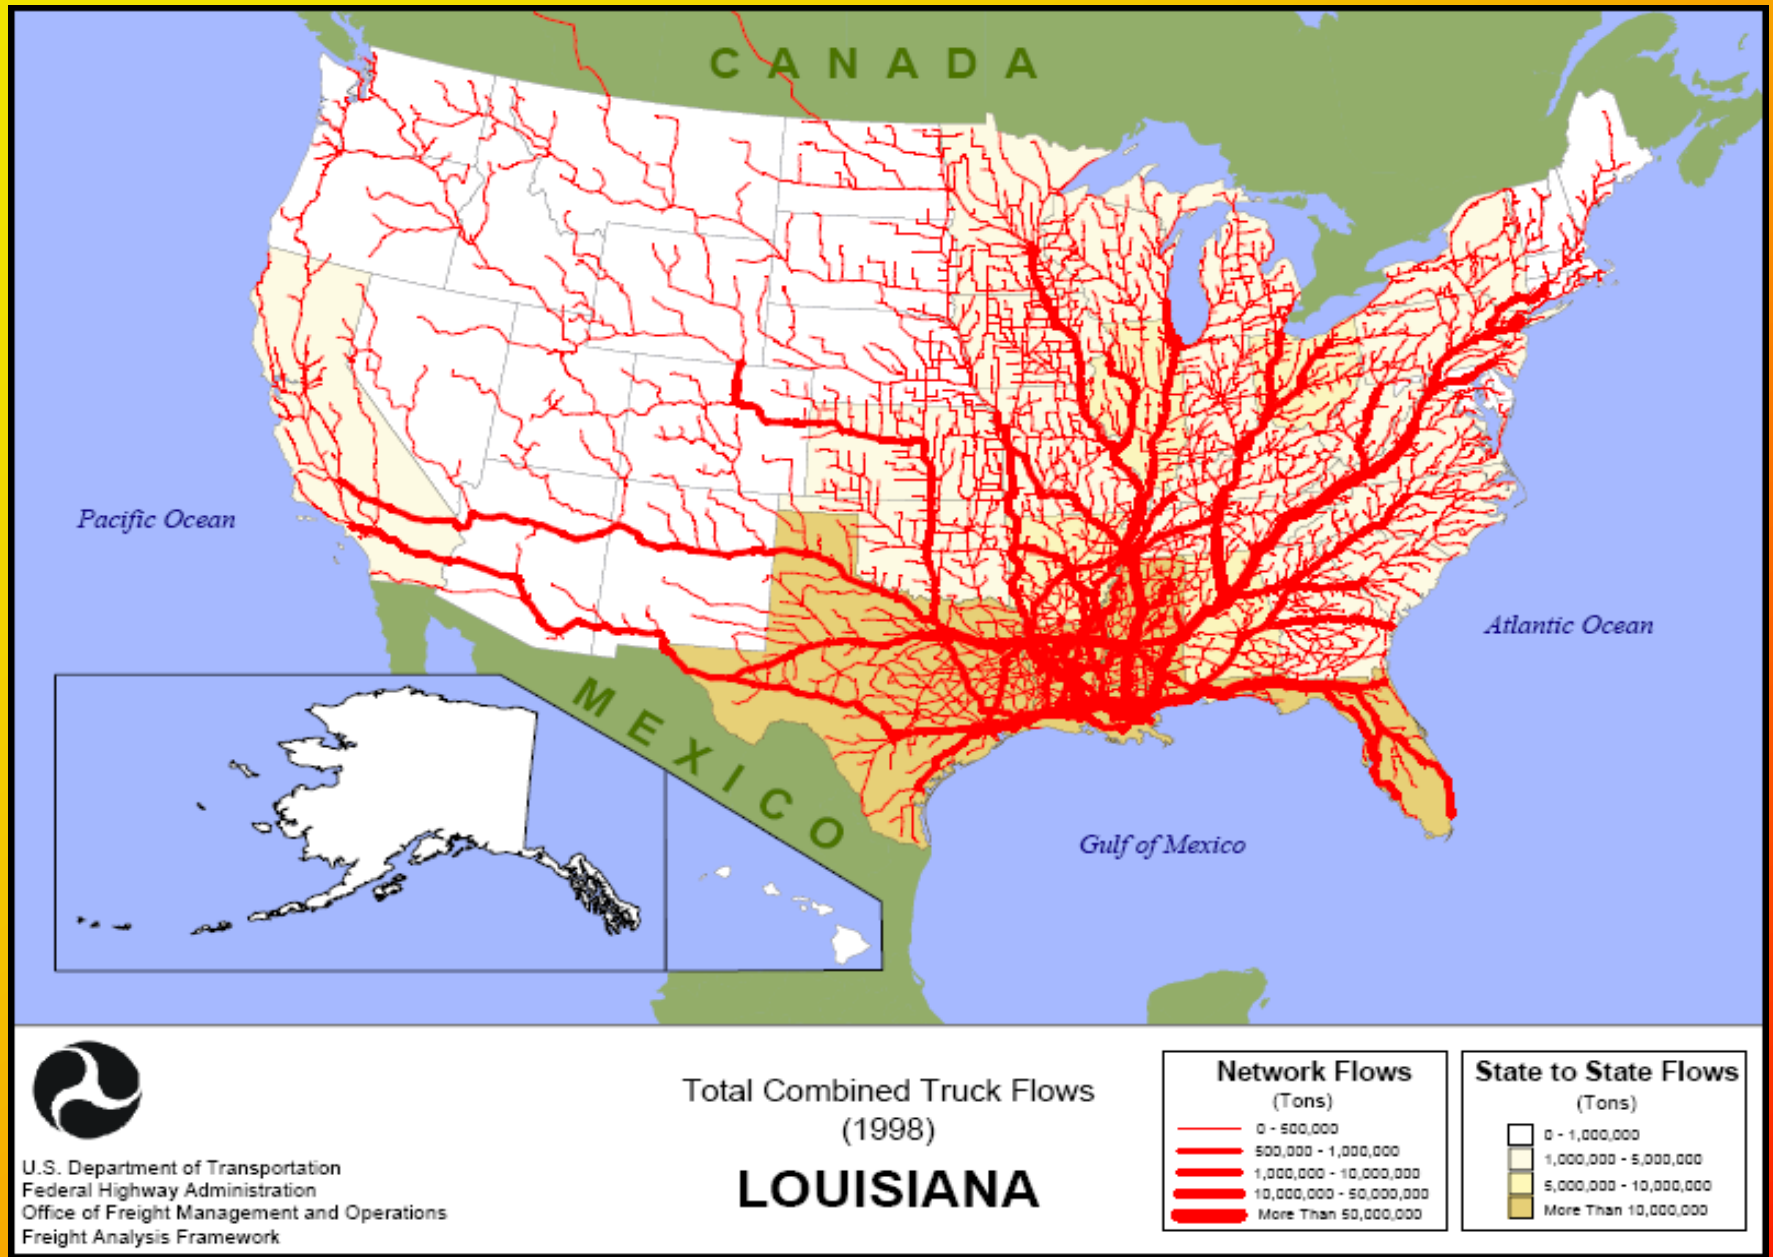 CANADA
Pacific Ocean
Atlantic Ocean
MEXICO
Gulf of Mexico
U.S. Department of Transportation
Federal Highway Administration
Office of Freight Management and Operations
Freight Analysis Framework
Total Combined Truck Flows
(1998)
LOUISIANA
Network Flows
(Tons)
0 - 500,000
500,000 - 1,000,000
1,000,000 - 10,000,000
10,000,000 - 50,000,000
More Than 50,000,000
State to State Flows
(Tons)
0 - 1,000,000
1,000,000 - 5,000,000
5,000,000 - 10,000,000
More Than 10,000,000